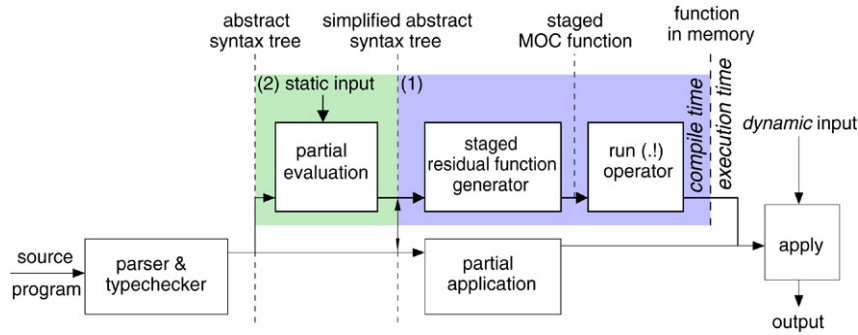 abstract
syntax tree
simplified abstract
syntax tree
staged
MOC function
function
in memory
(2) static input
(1)
partial
evaluation
staged
residual function
generator
run (.!)
operator
compile time
execution time
dynamic input
source
program
parser &
typechecker
partial
application
apply
output